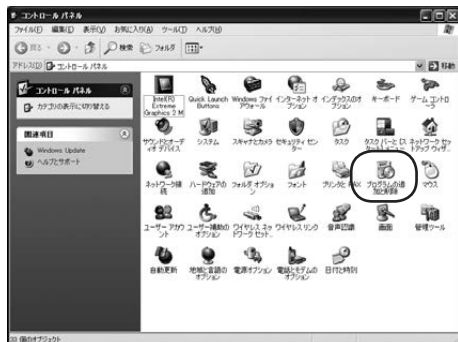 コントロール パネル
ファイル(F) 編集(E) 表示(V) お気に入り(A) ツール(T) ヘルプ(H)
戻る 検索 フォルダ
アドレス(D) コントロール パネル 移動
コントロール パネル
カテゴリの表示に切り替える
関連項目
Windows Update
ヘルプとサポート
Intel(R) Extreme Graphics 2 M
Quick Launch Buttons
Windows ファイアウォール
インターネット オプション
インデックスのオプション
キーボード
ゲーム コントローラ
サウンドとオーディオ デバイス
システム
スキャナとカメラ
セキュリティ センター
タスク
タスク バーと [スタート] メニュー
ネットワーク セットアップ ウィザ...
ネットワーク接続
ハードウェアの追加
フォルダ オプション
フォント
プリンタと FAX
プログラムの追加と削除
マウス
ユーザー アカウント
ユーザー補助のオプション
ワイヤレス ネットワーク セット...
ワイヤレス リンク
音声認識
画面
管理ツール
自動更新
地域と言語のオプション
電源オプション
電話とモデムのオプション
日付と時刻
33 個のオブジェクト